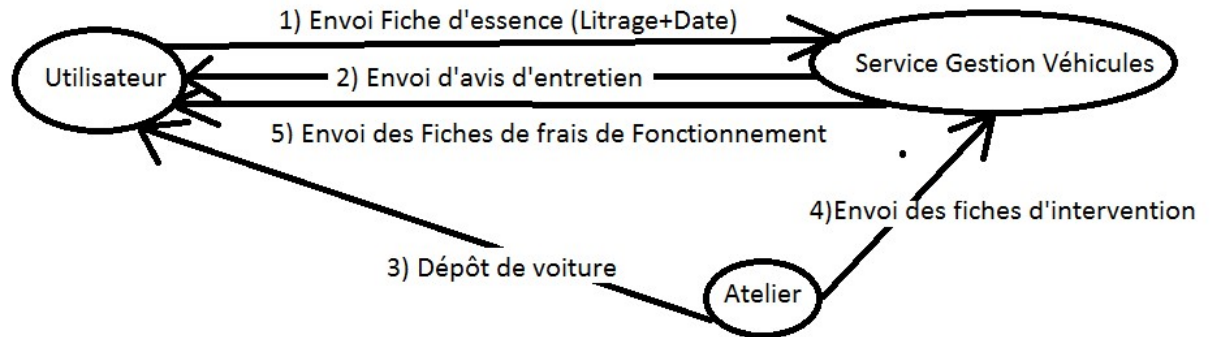 1) Envoi Fiche d'essence (Litrage+Date)
Utilisateur
Service Gestion Véhicules
2) Envoi d'avis d'entretien
5) Envoi des Fiches de frais de Fonctionnement
4)Envoi des fiches d'intervention
3) Dépôt de voiture
Atelier